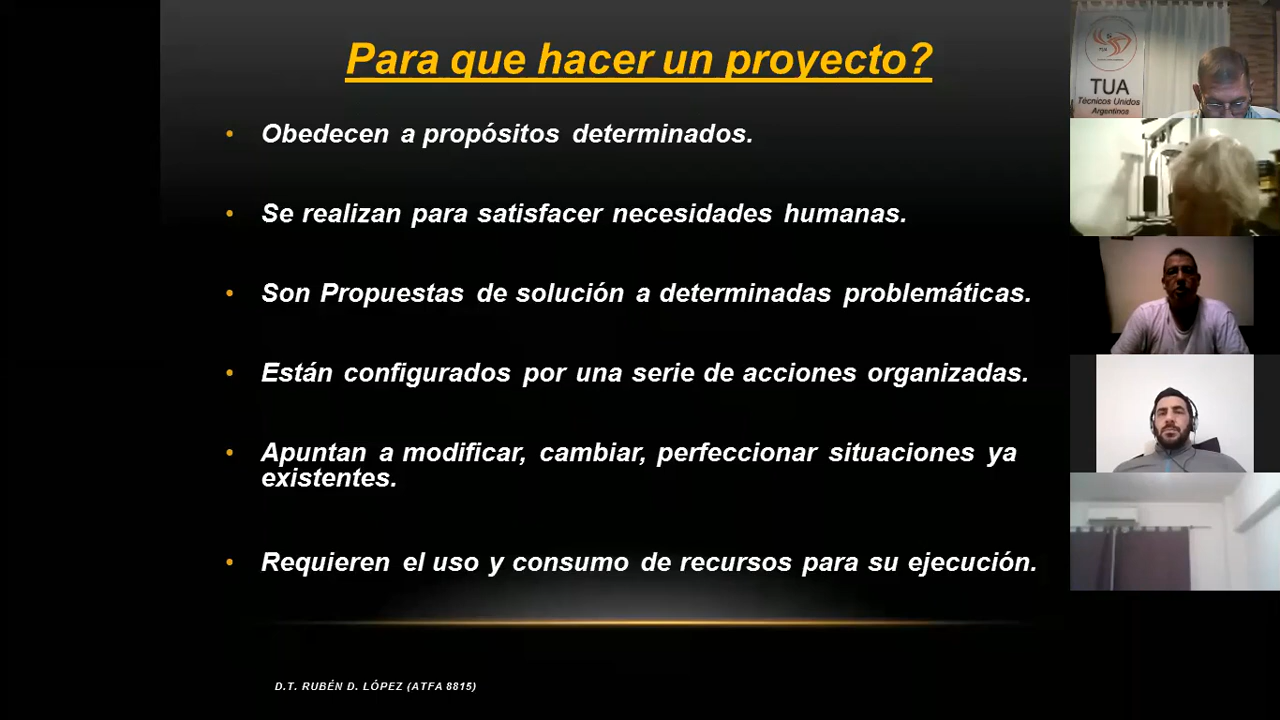 Para que hacer un proyecto?
• Obedecen a propósitos determinados.
• Se realizan para satisfacer necesidades humanas.
• Son Propuestas de solución a determinadas problemáticas.
• Están configurados por una serie de acciones organizadas.
• Apuntan a modificar, cambiar, perfeccionar situaciones ya
existentes.
• Requieren el uso y consumo de recursos para su ejecución.
D.T. RUBÉN D. LÓPEZ (ATFA 8815)
TUA
TUA
Técnicos Unidos
Argentinos